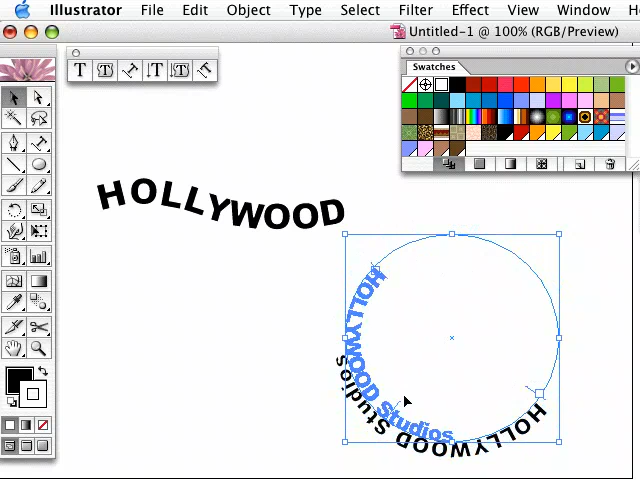 Illustrator File Edit Object Type Select Filter Effect View Window
Untitled-1 @ 100% (RGB/Preview)
Swatches
T T T T T T
T
HOLLYWOOD
HOLLYWOOD Studios
HOLLYWOOD Studios